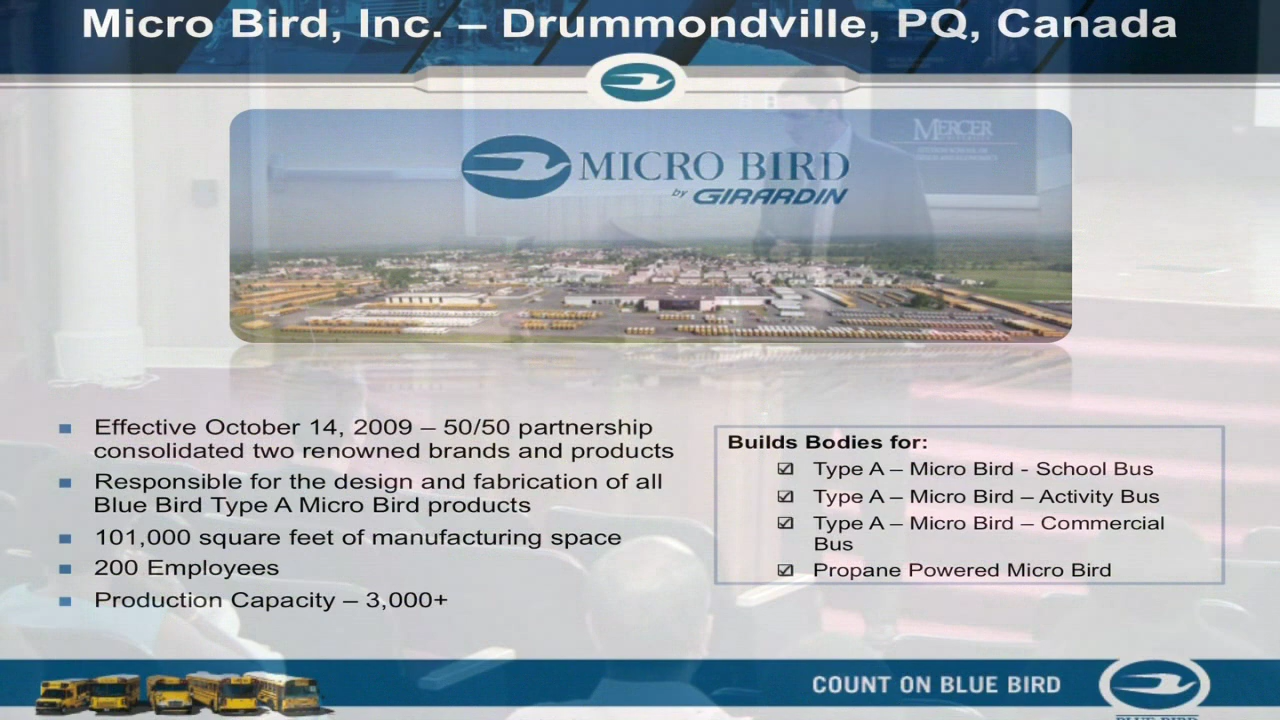 Micro Bird, Inc. – Drummondville, PQ, Canada
MERCER
MICRO BIRD
by GIRARDIN
■ Effective October 14, 2009 – 50/50 partnership
consolidated two renowned brands and products
■ Responsible for the design and fabrication of all
Blue Bird Type A Micro Bird products
■ 101,000 square feet of manufacturing space
■ 200 Employees
■ Production Capacity – 3,000+
Builds Bodies for:
☑ Type A – Micro Bird - School Bus
☑ Type A – Micro Bird – Activity Bus
☑ Type A – Micro Bird – Commercial
Bus
☑ Propane Powered Micro Bird
COUNT ON BLUE BIRD
BLUE BIRD